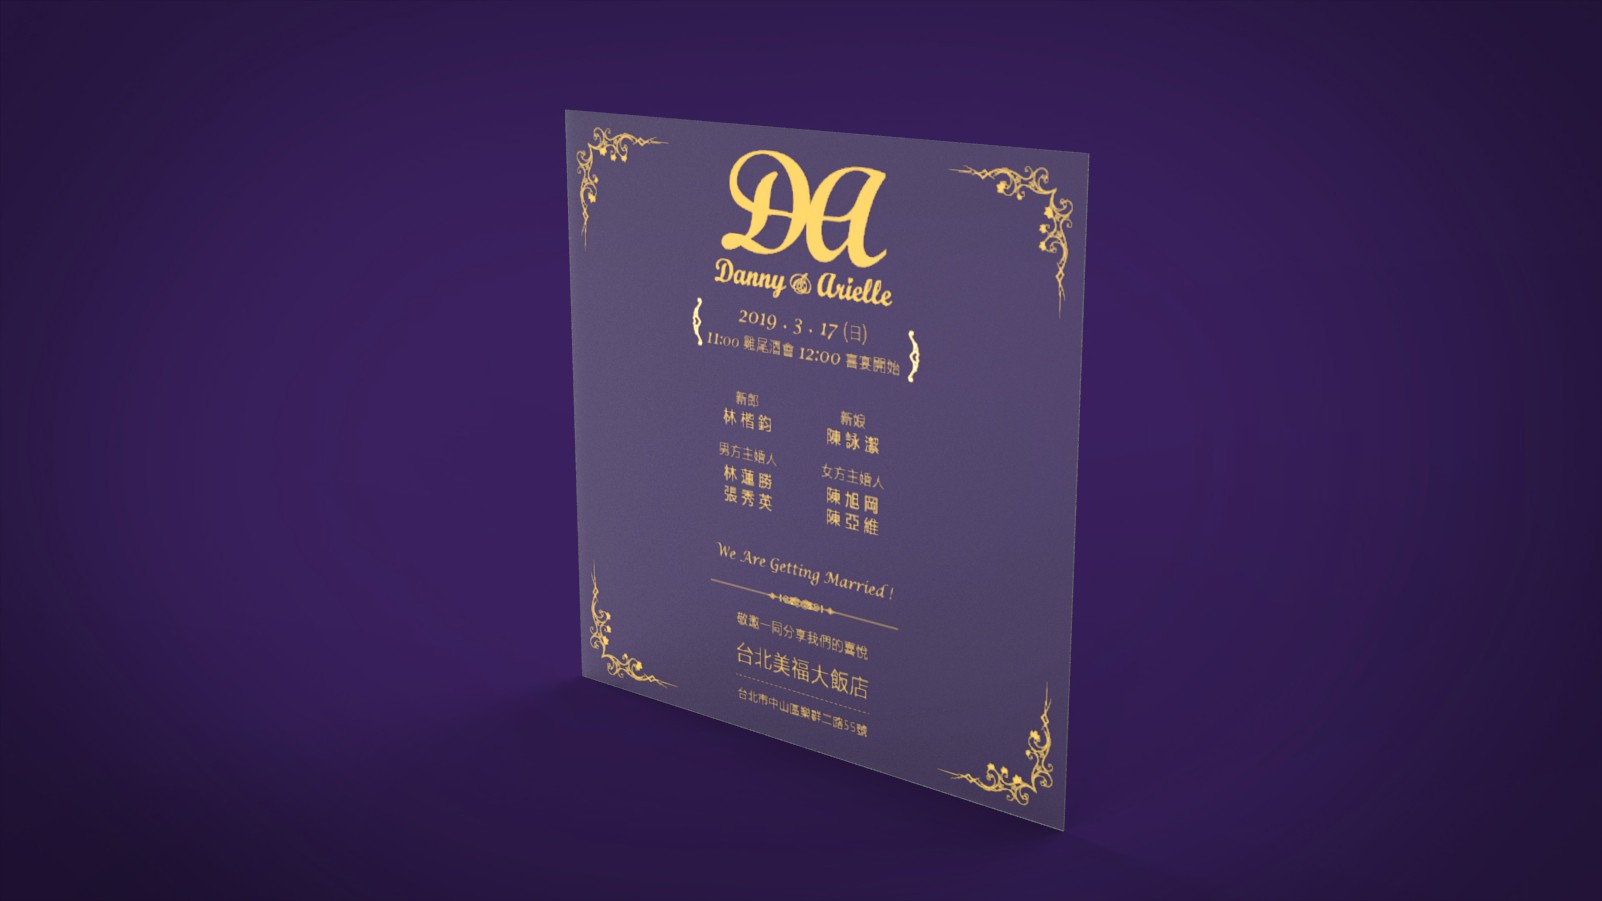 DA
Danny & Arielle
2019 . 3 . 17 (日)
11:00 雞尾酒會 12:00 喜宴開始
新郎
林楷鈞
新娘
陳詠潔
男方主婚人
林蓮勝
張秀英
女方主婚人
陳旭岡
陳亞維
We Are Getting Married !
敬邀一同分享我們的喜悅
台北美福大飯店
台北市中山區樂群二路55號